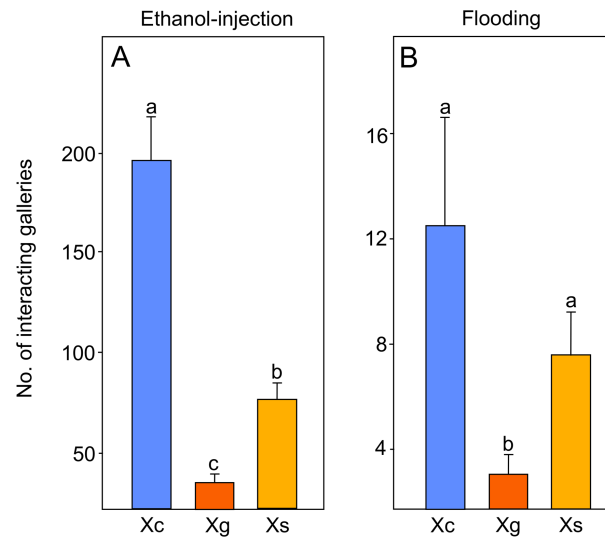 Ethanol-injection
Flooding
A
B
No. of interacting galleries
200
150
100
50
a
c
b
Xc
Xg
Xs
16
12
8
4
a
b
a
Xc
Xg
Xs